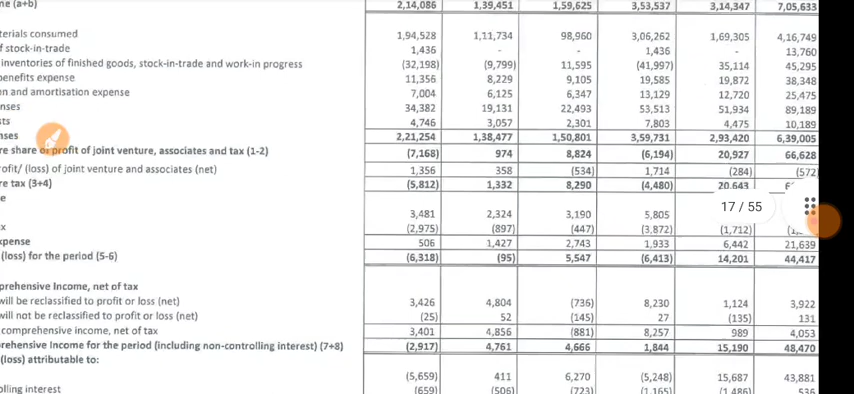 me (a+b) 2,14,086 1,39,451 1,59,625 3,53,537 3,14,347 7,05,633
terials consumed 1,94,528 1,11,734 98,960 3,06,262 1,69,305 4,16,749
f stock-in-trade 1,436 - - 1,436 - 13,760
inventories of finished goods, stock-in-trade and work-in progress (32,198) (9,799) 11,595 (41,997) 35,114 45,295
benefits expense 11,356 8,229 9,105 19,585 19,872 38,348
on and amortisation expense 7,004 6,125 6,347 13,129 12,720 25,475
nses 34,382 19,131 22,493 53,513 51,934 89,189
sts 4,746 3,057 2,301 7,803 4,475 10,189
nses 2,21,254 1,38,477 1,50,801 3,59,731 2,93,420 6,39,005
re share or profit of joint venture, associates and tax (1-2) (7,168) 974 8,824 (6,194) 20,927 66,628
rofit/ (loss) of joint venture and associates (net) 1,356 358 (534) 1,714 (284) (572)
re tax (3+4) (5,812) 1,332 8,290 (4,480) 20,643
e
17 / 55
3,481 2,324 3,190 5,805
x (2,975) (897) (447) (3,872) (1,712)
xpense 506 1,427 2,743 1,933 6,442 21,639
(loss) for the period (5-6) (6,318) (95) 5,547 (6,413) 14,201 44,417
prehensive Income, net of tax
will be reclassified to profit or loss (net) 3,426 4,804 (736) 8,230 1,124 3,922
will not be reclassified to profit or loss (net) (25) 52 (145) 27 (135) 131
comprehensive income, net of tax 3,401 4,856 (881) 8,257 989 4,053
rehensive Income for the period (including non-controlling interest) (7+8) (2,917) 4,761 4,666 1,844 15,190 48,470
(loss) attributable to:
(5,659) 411 6,270 (5,248) 15,687 43,881
olling interest (659) (506) (723) (1,165) (1,486) 536